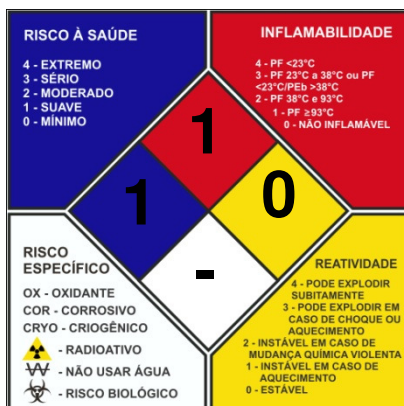 RISCO À SAÚDE
4 - EXTREMO
3 - SÉRIO
2 - MODERADO
1 - SUAVE
0 - MÍNIMO
INFLAMABILIDADE
4 - PF <23°C
3 - PF 23°C a 38°C ou PF
<23°C/PEb >38°C
2 - PF 38°C e 93°C
1 - PF ≥93°C
0 - NÃO INFLAMÁVEL
1
1
0
-
RISCO
ESPECÍFICO
OX - OXIDANTE
COR - CORROSIVO
CRYO - CRIOGÊNICO
- RADIOATIVO
W - NÃO USAR ÁGUA
- RISCO BIOLÓGICO
REATIVIDADE
4 - PODE EXPLODIR
SUBITAMENTE
3 - PODE EXPLODIR EM
CASO DE CHOQUE OU
AQUECIMENTO
2 - INSTÁVEL EM CASO DE
MUDANÇA QUÍMICA VIOLENTA
1 - INSTÁVEL EM CASO DE
AQUECIMENTO
0 - ESTÁVEL